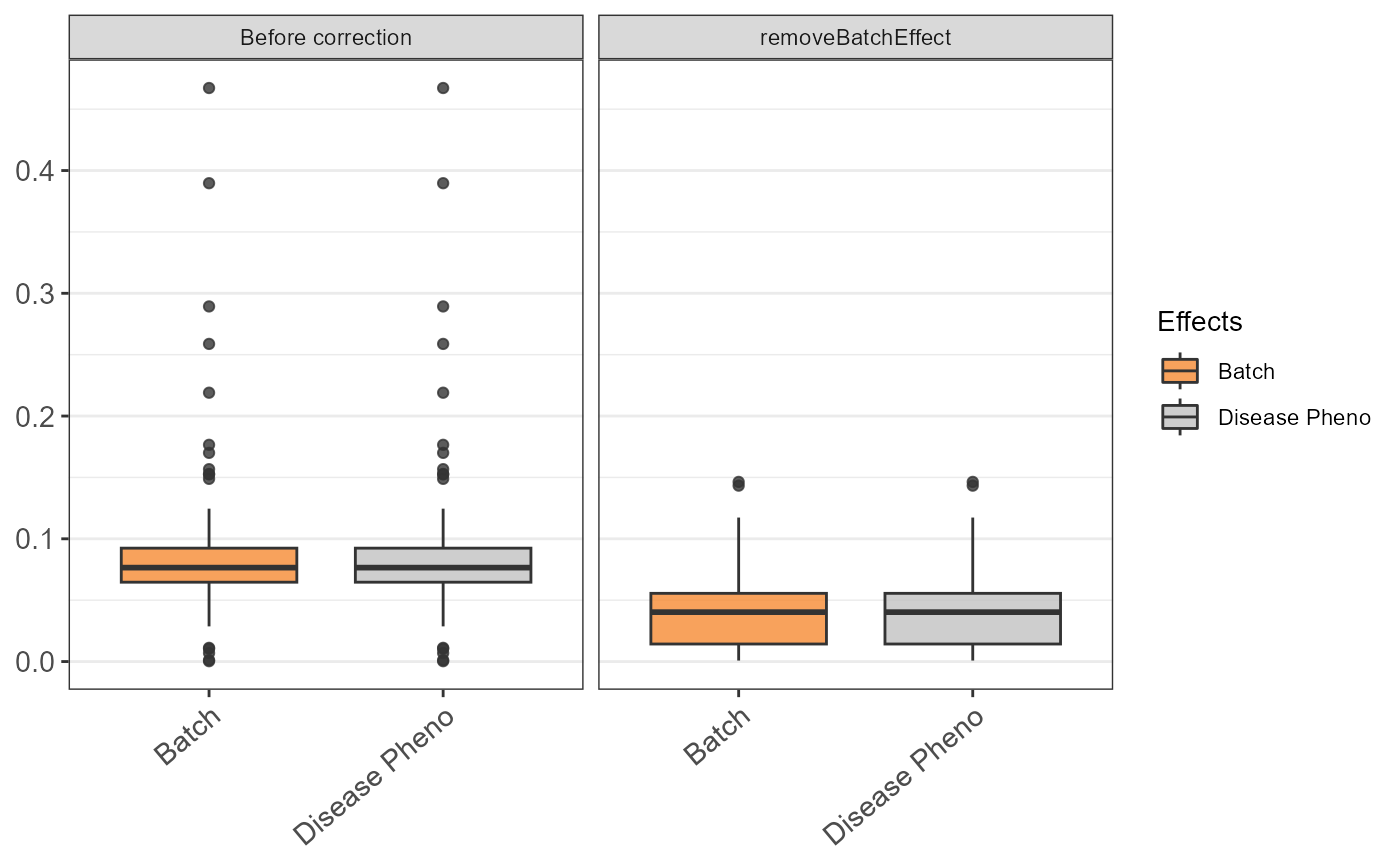 Before correction
removeBatchEffect
0.4
0.3
0.2
0.1
0.0
Batch
Disease Pheno
Batch
Disease Pheno
Effects
Batch
Disease Pheno